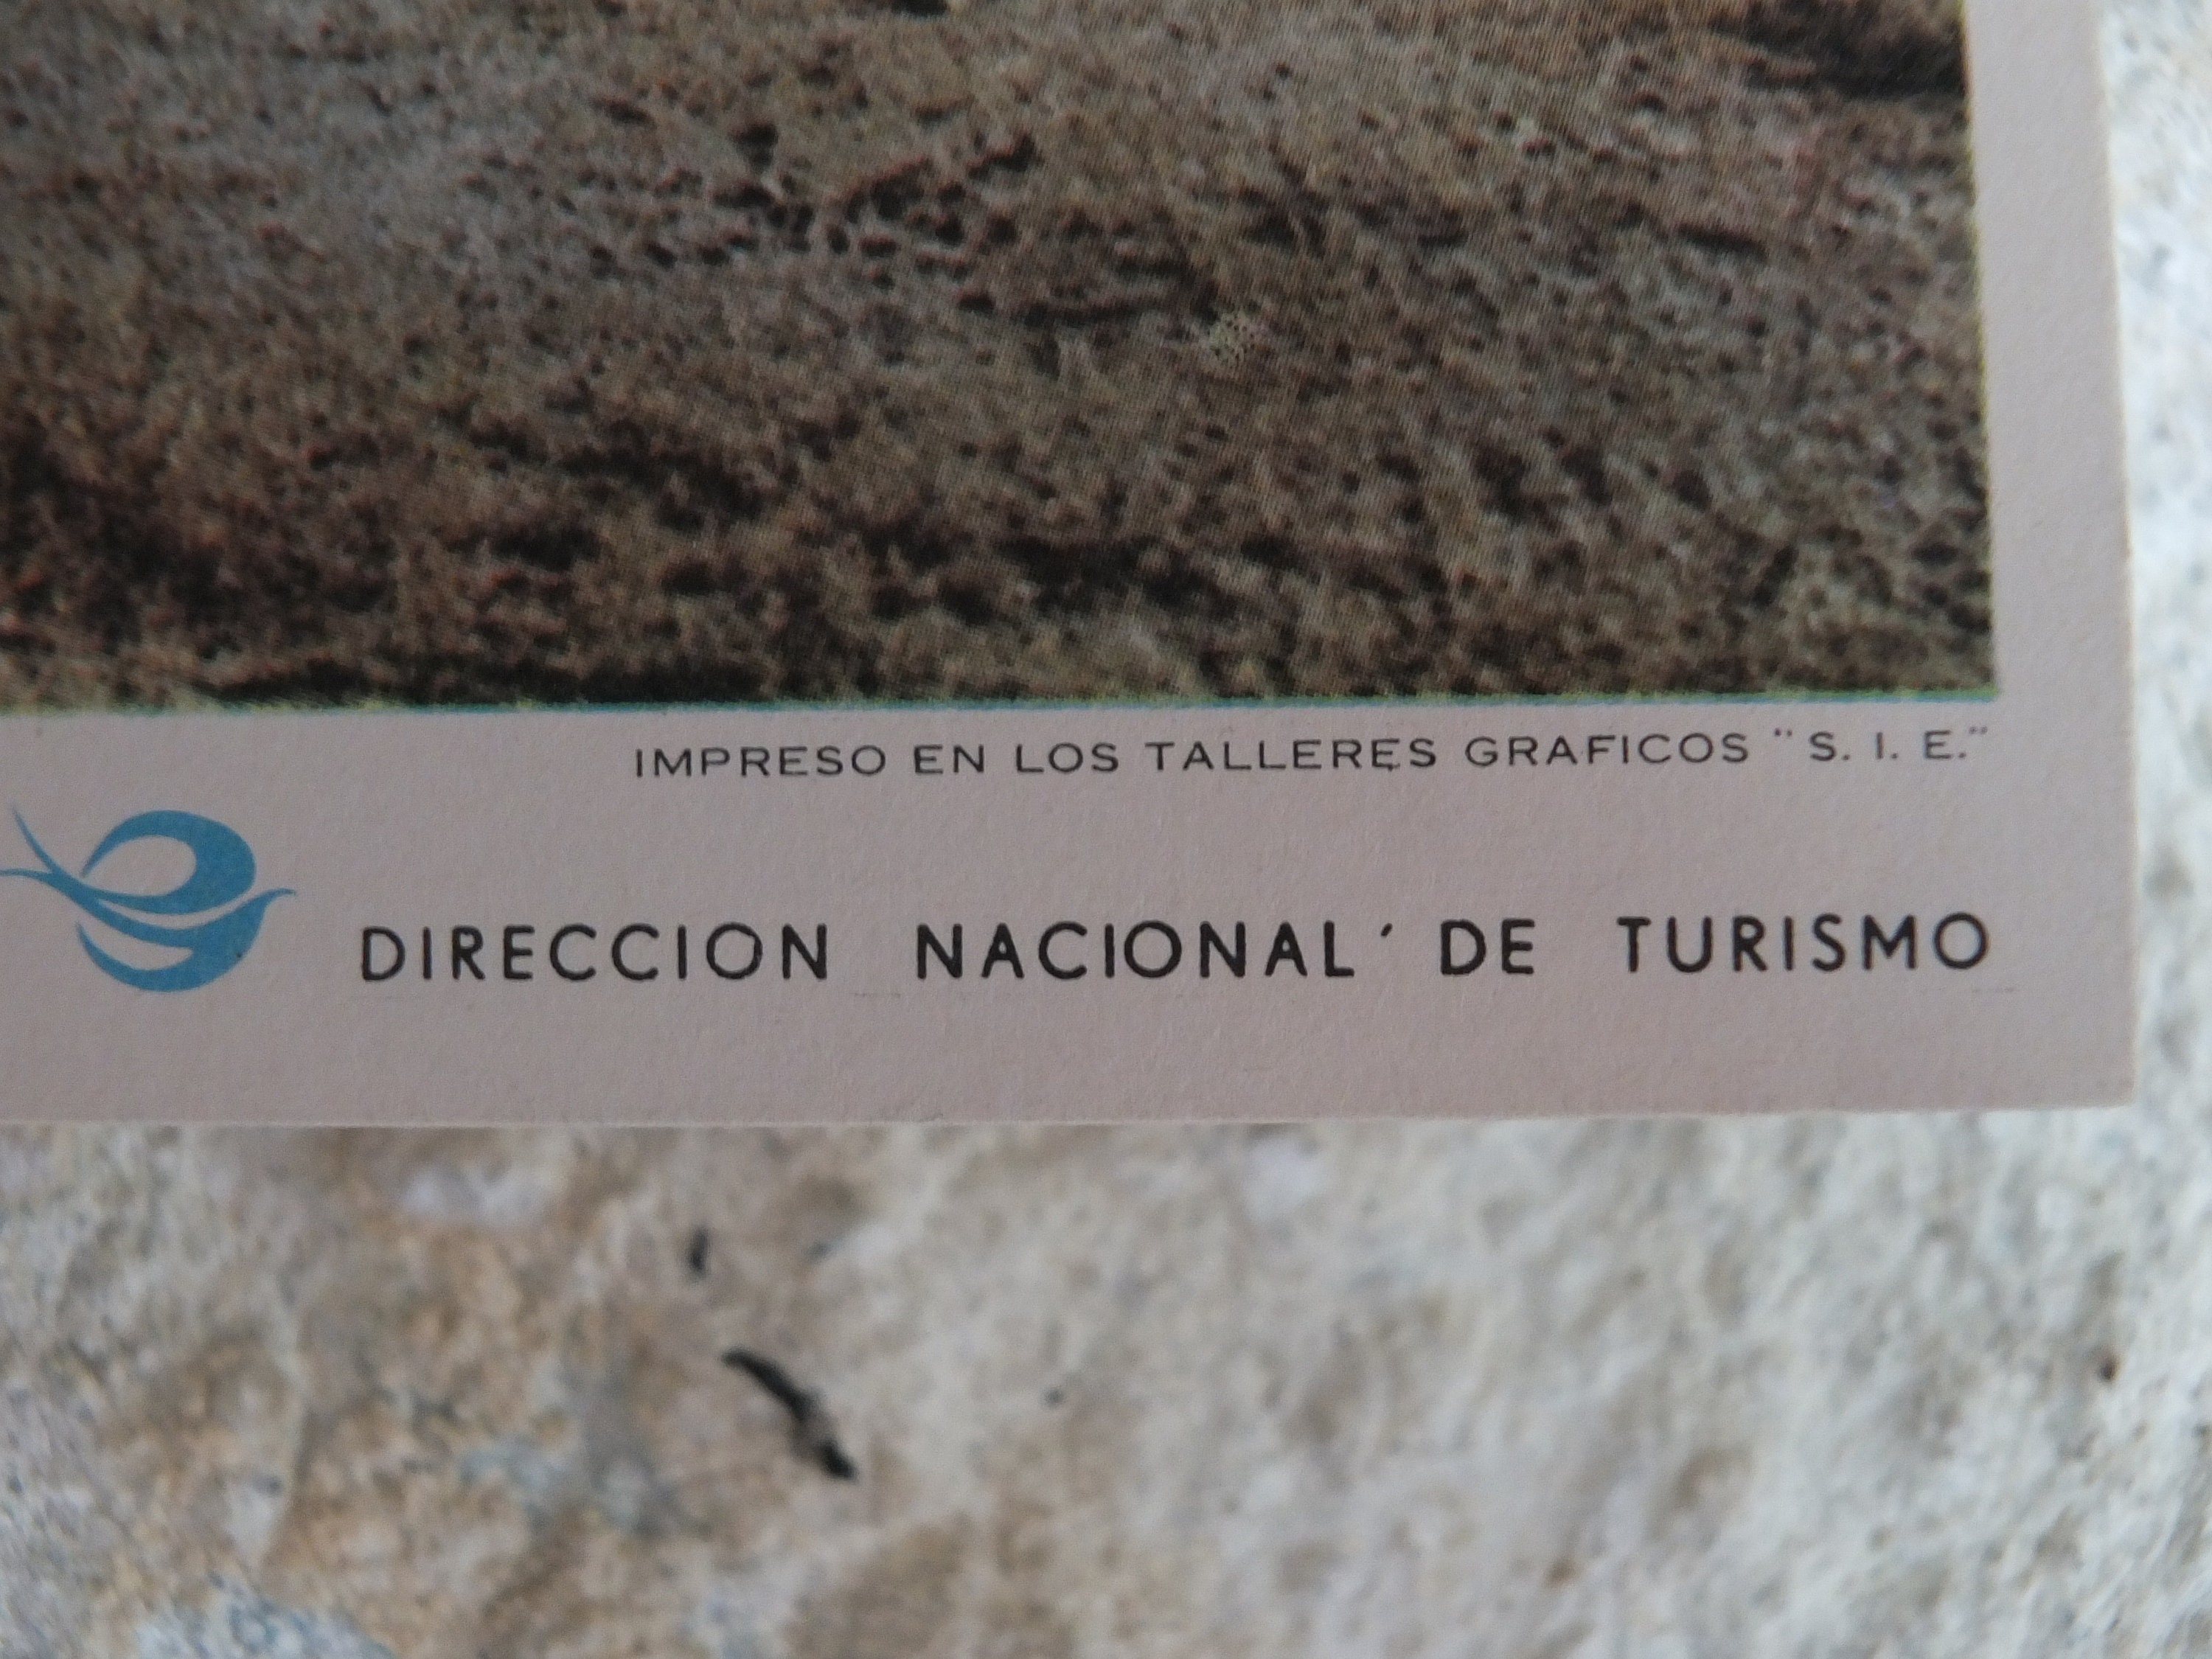 IMPRESO EN LOS TALLERES GRAFICOS "S. I. E."
DIRECCION NACIONAL DE TURISMO